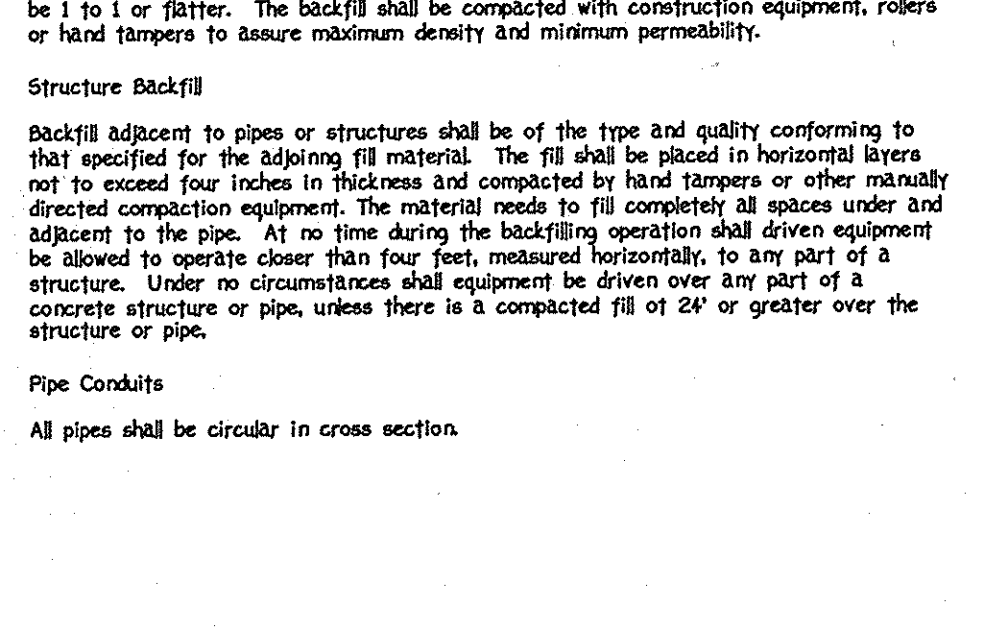 be 1 to 1 or flatter. The backfill shall be compacted with construction equipment, rollers
or hand tampers to assure maximum density and minimum permeability.
Structure Backfill
Backfill adjacent to pipes or structures shall be of the type and quality conforming to
that specified for the adjoinng fill material. The fill shall be placed in horizontal layers
not to exceed four inches in thickness and compacted by hand tampers or other manually
directed compaction equipment. The material needs to fill completely all spaces under and
adjacent to the pipe. At no time during the backfilling operation shall driven equipment
be allowed to operate closer than four feet, measured horizontally, to any part of a
structure. Under no circumstances shall equipment be driven over any part of a
concrete structure or pipe, unless there is a compacted fill ot 24' or greater over the
structure or pipe.
Pipe Conduits
All pipes shall be circular in cross section.